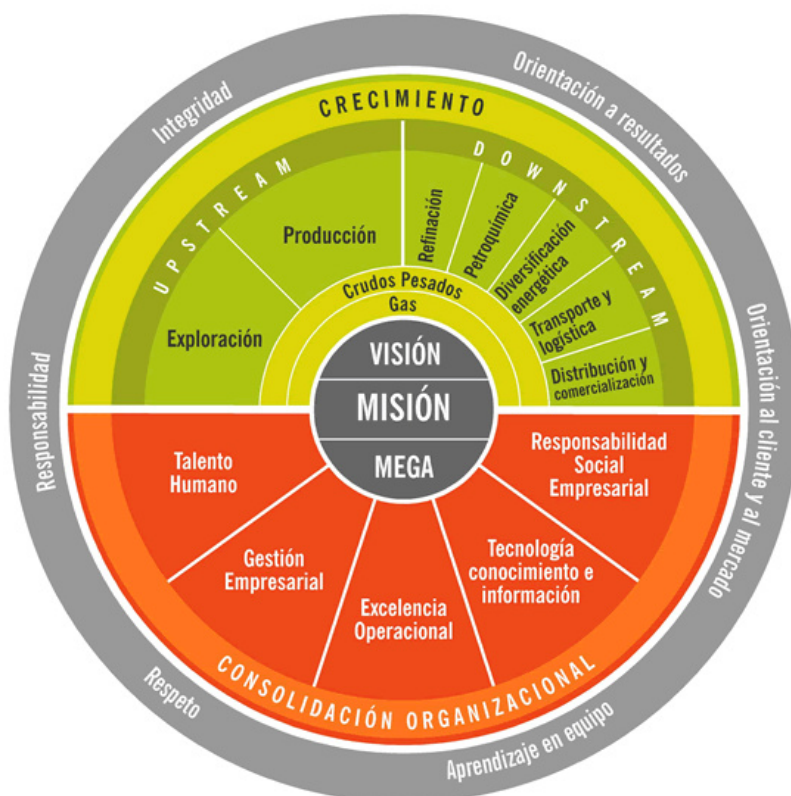 Integridad
Orientación a resultados
Orientación al cliente y al mercado
Aprendizaje en equipo
Respeto
Responsabilidad
CRECIMIENTO
UPSTREAM
DOWNSTREAM
Exploración
Producción
Refinación
Petroquímica
Diversificación
energética
Transporte y
logística
Distribución y
comercialización
Crudos Pesados
Gas
VISIÓN
MISIÓN
MEGA
Talento
Humano
Gestión
Empresarial
Excelencia
Operacional
Tecnología
conocimiento e
información
Responsabilidad
Social
Empresarial
CONSOLIDACIÓN ORGANIZACIONAL